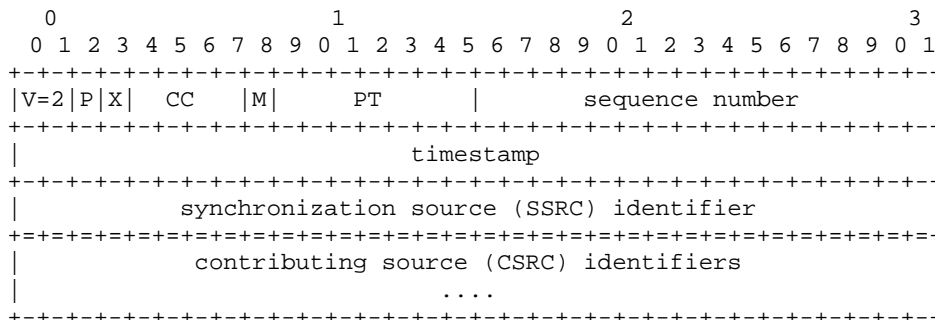 0                   1                   2                   3
 0 1 2 3 4 5 6 7 8 9 0 1 2 3 4 5 6 7 8 9 0 1 2 3 4 5 6 7 8 9 0 1
+-+-+-+-+-+-+-+-+-+-+-+-+-+-+-+-+-+-+-+-+-+-+-+-+-+-+-+-+-+-+-+--
|V=2|P|X|  CC   |M|     PT      |       sequence number
+-+-+-+-+-+-+-+-+-+-+-+-+-+-+-+-+-+-+-+-+-+-+-+-+-+-+-+-+-+-+-+--
|                           timestamp
+-+-+-+-+-+-+-+-+-+-+-+-+-+-+-+-+-+-+-+-+-+-+-+-+-+-+-+-+-+-+-+--
|           synchronization source (SSRC) identifier
+=+=+=+=+=+=+=+=+=+=+=+=+=+=+=+=+=+=+=+=+=+=+=+=+=+=+=+=+=+=+=+=-
|            contributing source (CSRC) identifiers
|                             ....
+-+-+-+-+-+-+-+-+-+-+-+-+-+-+-+-+-+-+-+-+-+-+-+-+-+-+-+-+-+-+-+--